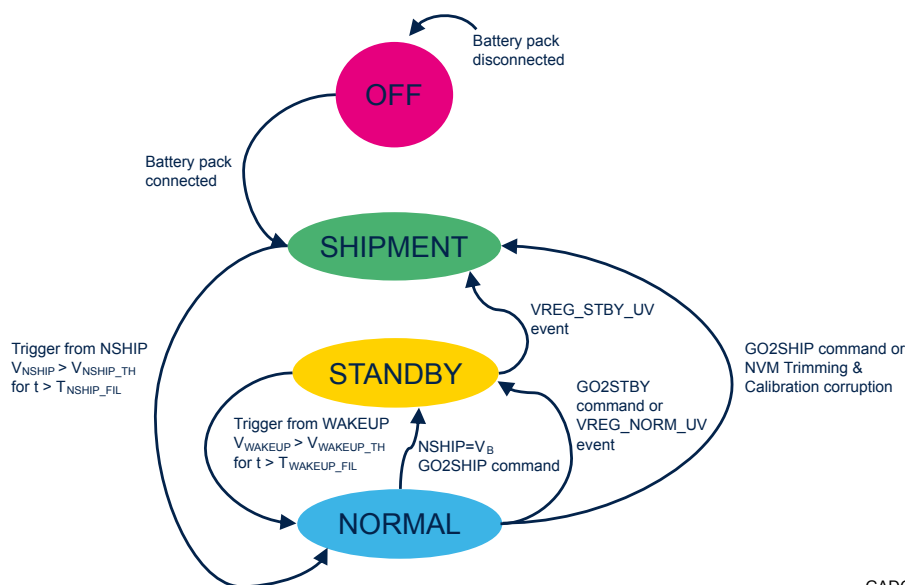 Battery pack
disconnected
OFF
Battery pack
connected
SHIPMENT
VREG_STBY_UV
event
Trigger from NSHIP
VNSHIP > VNSHIP_TH
for t > TNSHIP_FIL
GO2SHIP command or
NVM Trimming &
Calibration corruption
STANDBY
GO2STBY
command or
VREG_NORM_UV
event
Trigger from WAKEUP
VWAKEUP > VWAKEUP_TH
for t > TWAKEUP_FIL
NSHIP=VB
GO2SHIP command
NORMAL